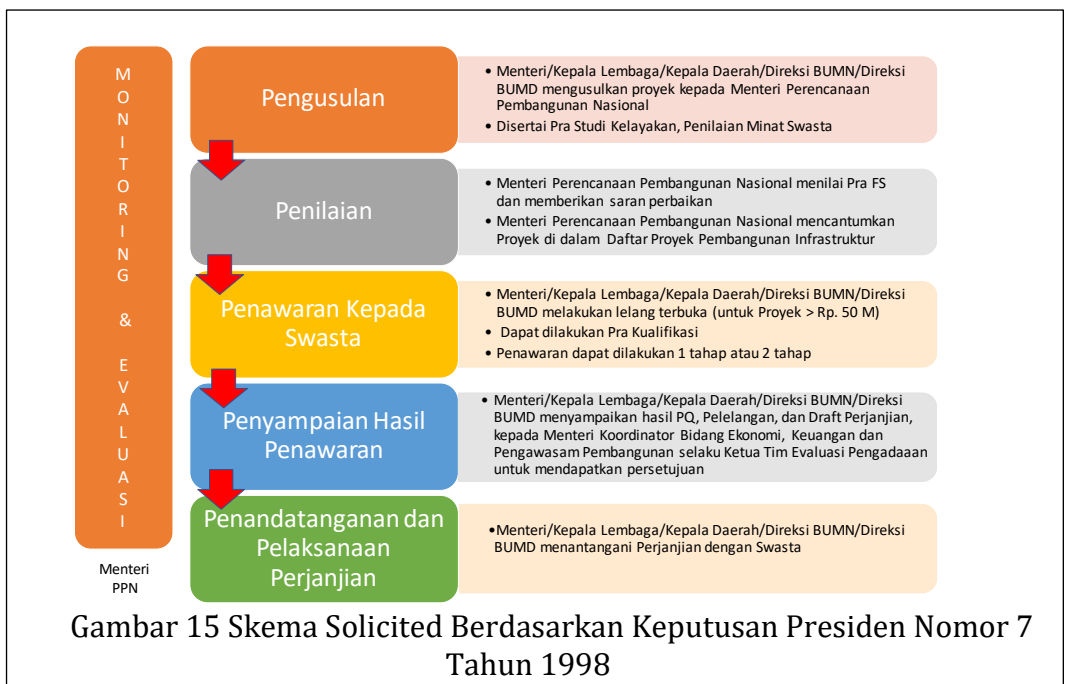 MONITORING & EVALUASI
Menteri
PPN
Pengusulan
• Menteri/Kepala Lembaga/Kepala Daerah/Direksi BUMN/Direksi
BUMD mengusulkan proyek kepada Menteri Perencanaan
Pembangunan Nasional
• Disertai Pra Studi Kelayakan, Penilaian Minat Swasta
Penilaian
• Menteri Perencanaan Pembangunan Nasional menilai Pra FS
dan memberikan saran perbaikan
• Menteri Perencanaan Pembangunan Nasional mencantumkan
Proyek di dalam Daftar Proyek Pembangunan Infrastruktur
Penawaran Kepada
Swasta
• Menteri/Kepala Lembaga/Kepala Daerah/Direksi BUMN/Direksi
BUMD melakukan lelang terbuka (untuk Proyek > Rp. 50 M)
• Dapat dilakukan Pra Kualifikasi
• Penawaran dapat dilakukan 1 tahap atau 2 tahap
Penyampaian Hasil
Penawaran
• Menteri/Kepala Lembaga/Kepala Daerah/Direksi BUMN/Direksi
BUMD menyampaikan hasil PQ, Pelelangan, dan Draft Perjanjian,
kepada Menteri Koordinator Bidang Ekonomi, Keuangan dan
Pengawasam Pembangunan selaku Ketua Tim Evaluasi Pengadaaan
untuk mendapatkan persetujuan
Penandatanganan dan
Pelaksanaan
Perjanjian
•Menteri/Kepala Lembaga/Kepala Daerah/Direksi BUMN/Direksi
BUMD menantangani Perjanjian dengan Swasta
Gambar 15 Skema Solicited Berdasarkan Keputusan Presiden Nomor 7
Tahun 1998